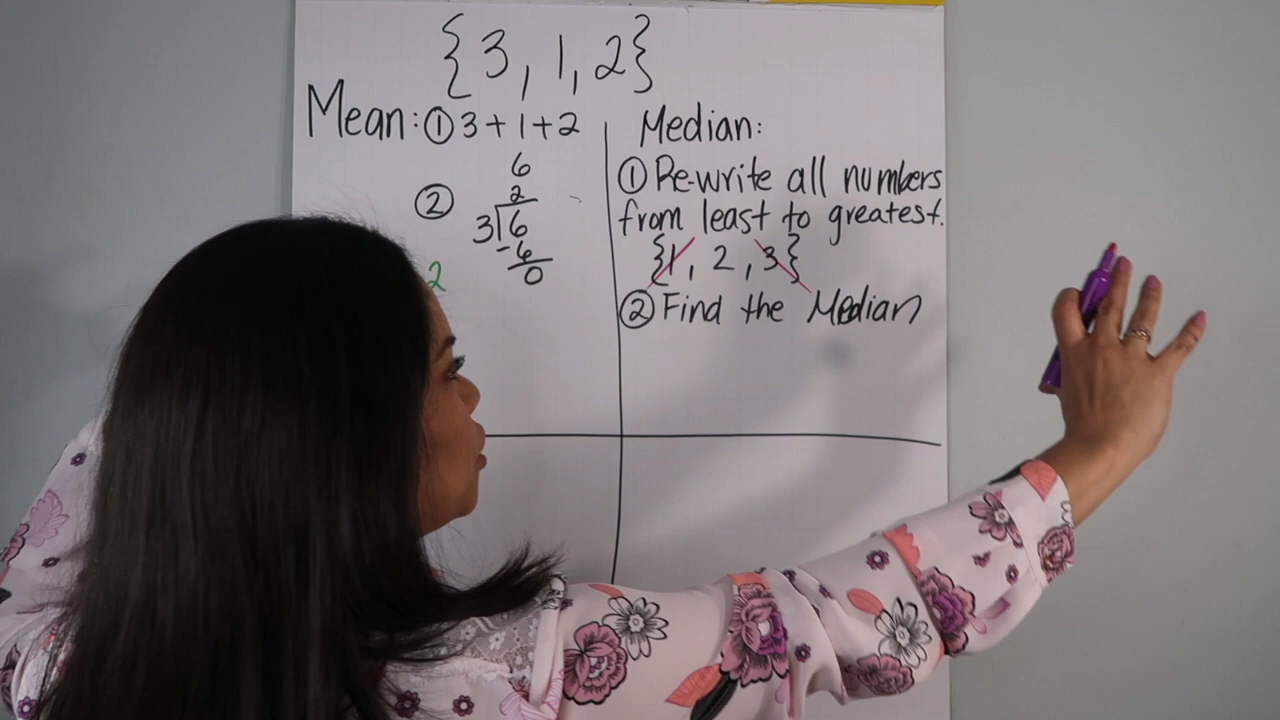 {3, 1, 2}
Mean: ① 3 + 1 + 2
6
②
2
3 6
- 6
0
2
Median:
① Re-write all numbers
from least to greatest.
{1, 2, 3}
② Find the Median